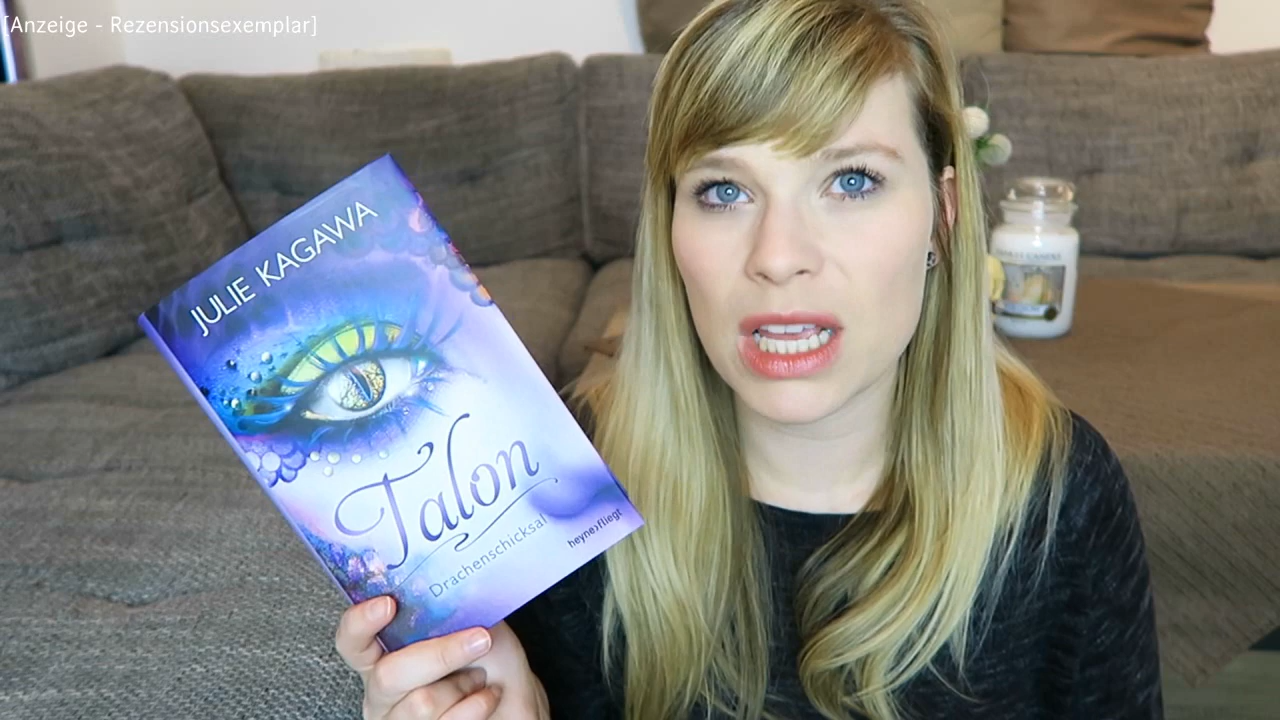 [Anzeige - Rezensionsexemplar]
JULIE KAGAWA
Talon
Drachenschicksal
heyne›fliegt